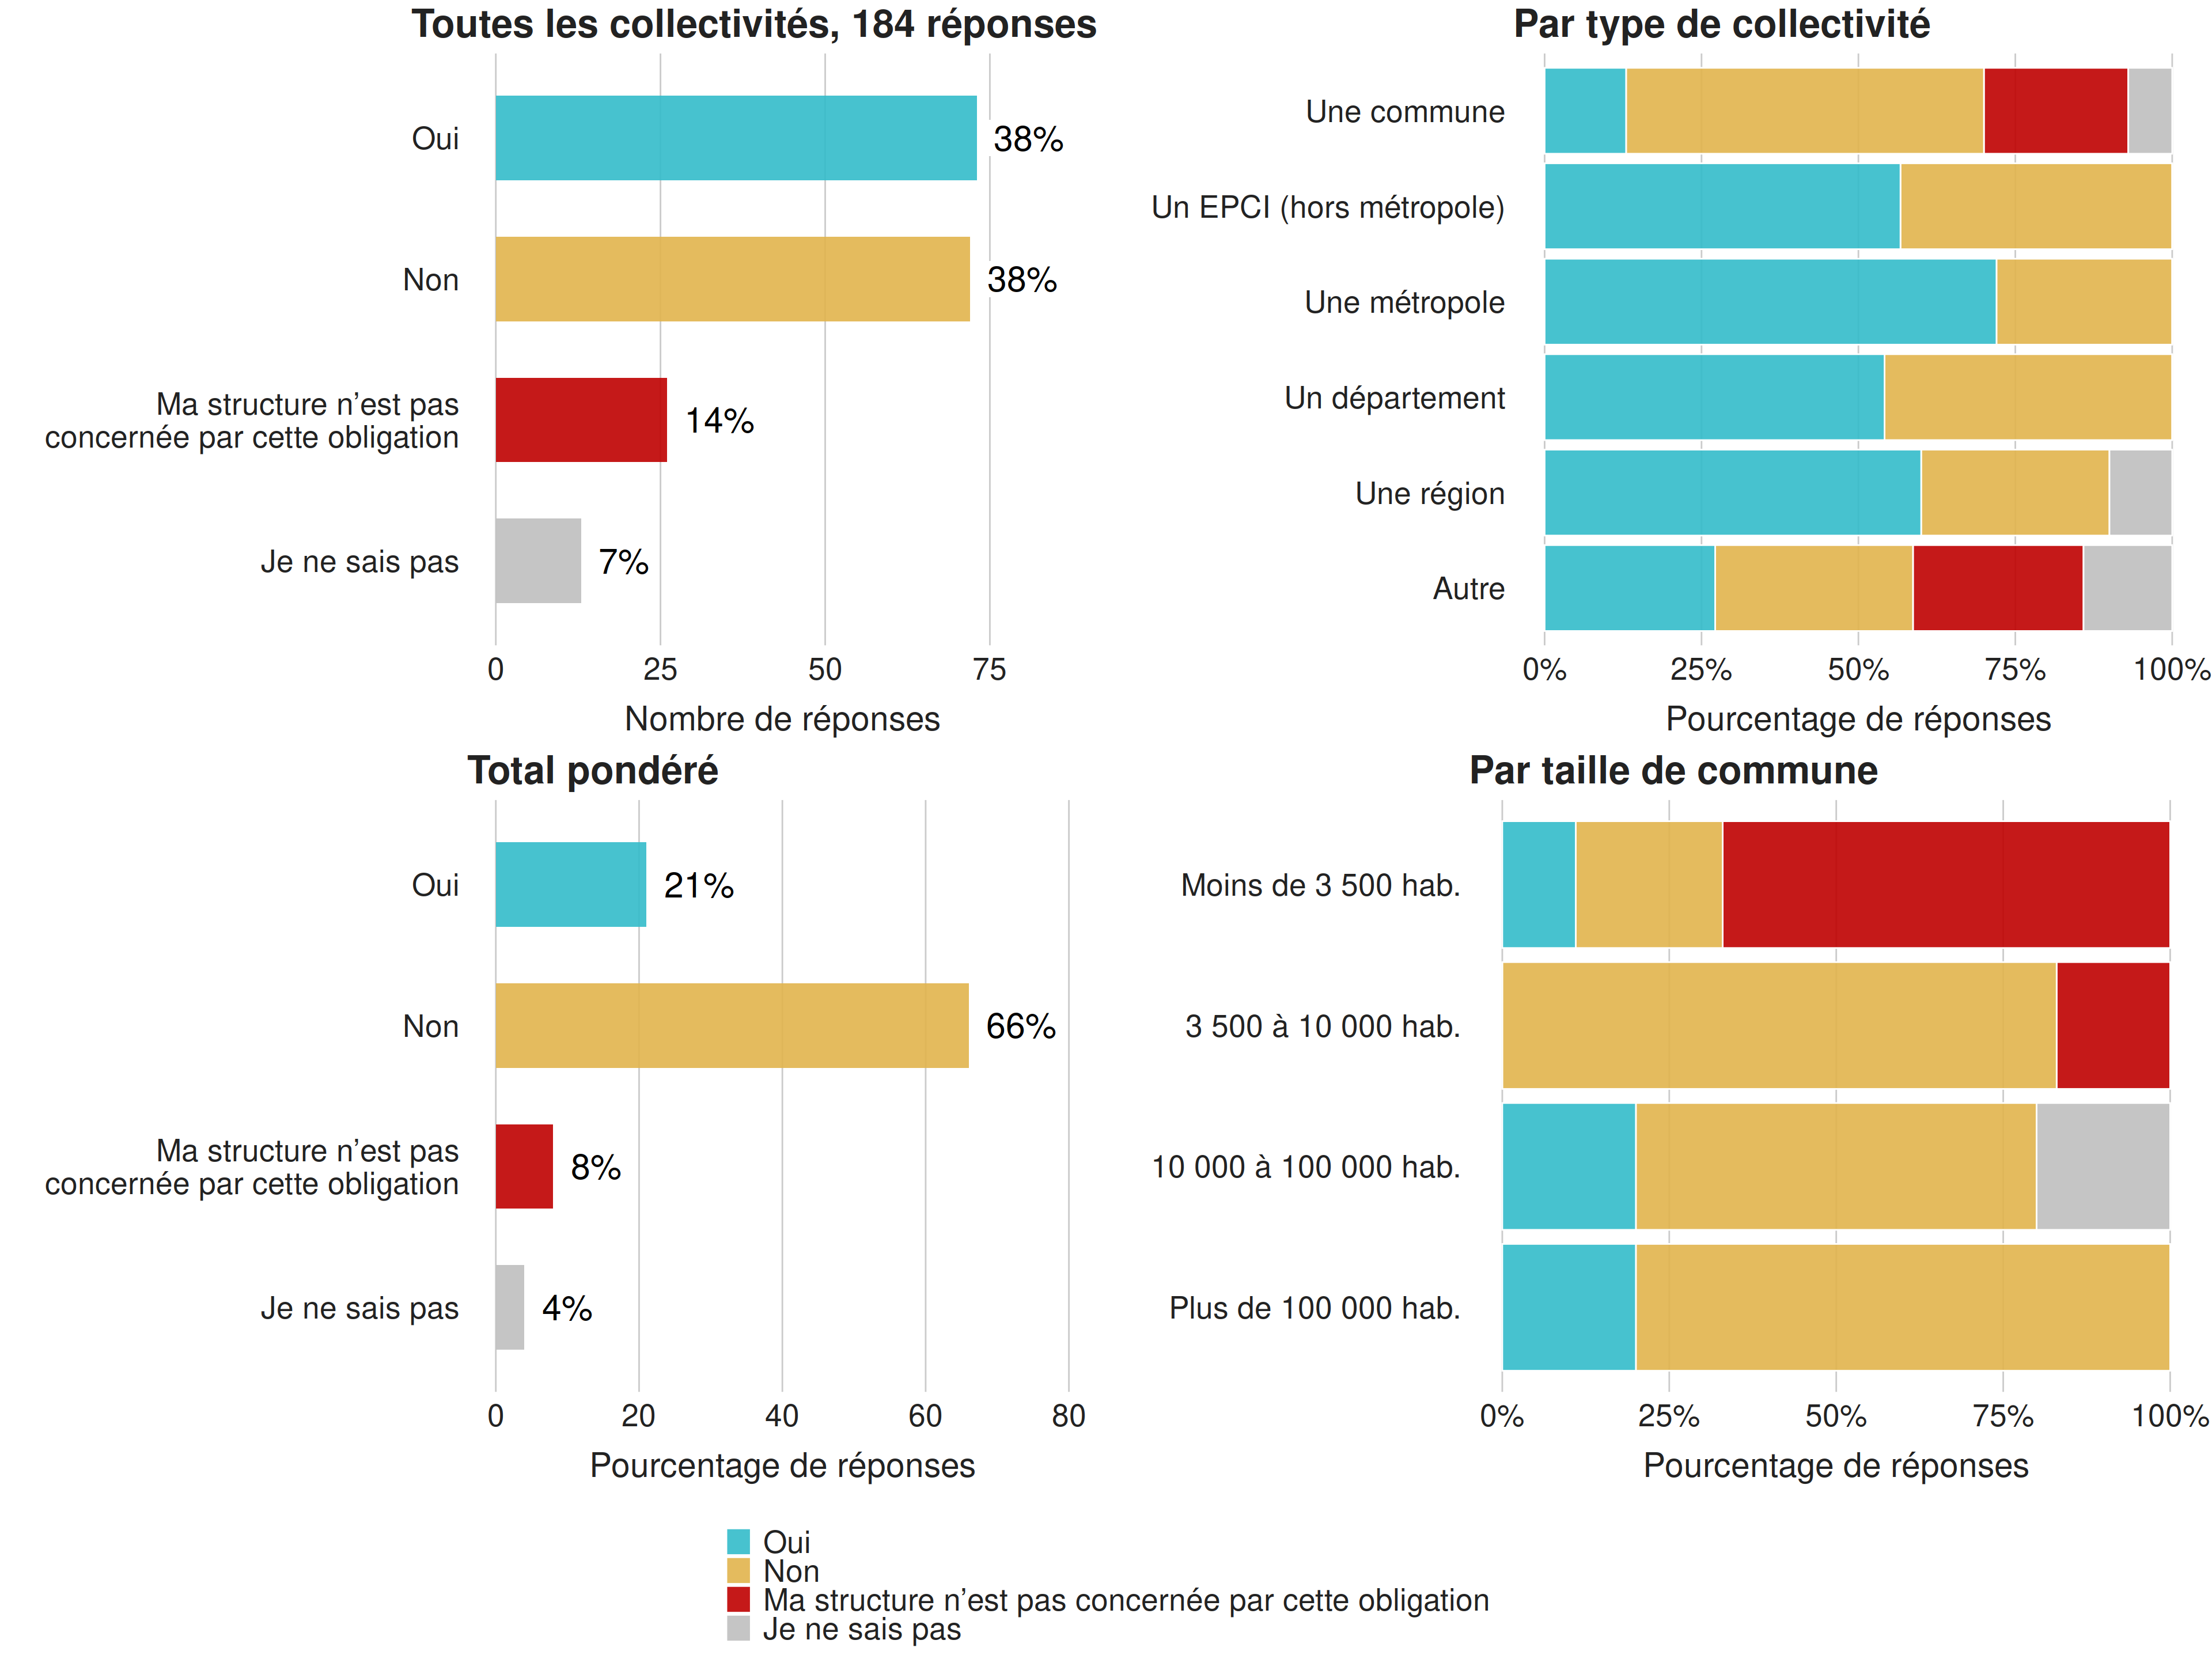 Toutes les collectivités, 184 réponses
Oui
38%
Non
38%
Ma structure n’est pas
concernée par cette obligation
14%
Je ne sais pas
7%
0 25 50 75
Nombre de réponses
Par type de collectivité
Une commune
Un EPCI (hors métropole)
Une métropole
Un département
Une région
Autre
0% 25% 50% 75% 100%
Pourcentage de réponses
Total pondéré
Oui
21%
Non
66%
Ma structure n’est pas
concernée par cette obligation
8%
Je ne sais pas
4%
0 20 40 60 80
Pourcentage de réponses
Par taille de commune
Moins de 3 500 hab.
3 500 à 10 000 hab.
10 000 à 100 000 hab.
Plus de 100 000 hab.
0% 25% 50% 75% 100%
Pourcentage de réponses
Oui
Non
Ma structure n’est pas concernée par cette obligation
Je ne sais pas